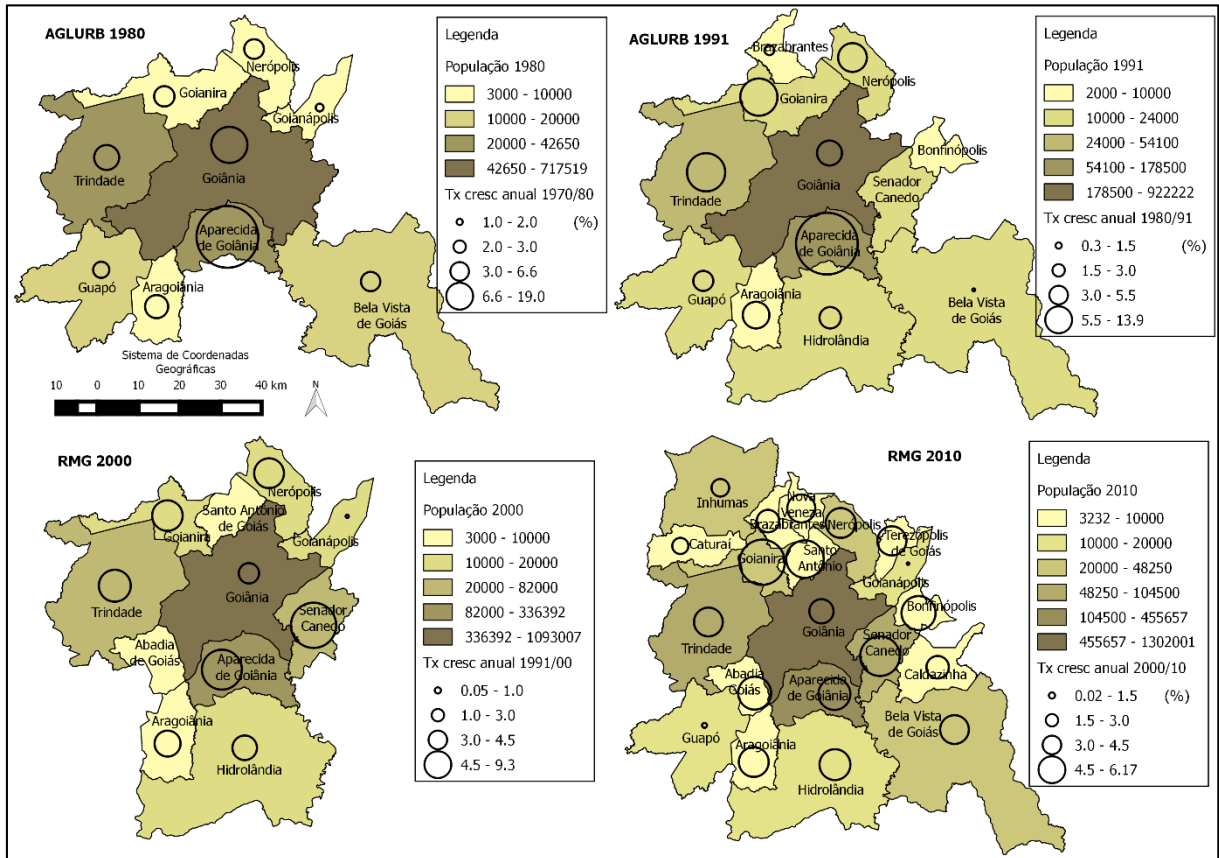 AGLURB 1980
Nerópolis
Goianira
Goianápolis
Trindade
Goiânia
Aparecida
de Goiânia
Guapó
Aragoiânia
Bela Vista
de Goiás
Sistema de Coordenadas
Geográficas
10 0 10 20 30 40 km
N
Legenda
População 1980
3000 - 10000
10000 - 20000
20000 - 42650
42650 - 717519
Tx cresc anual 1970/80
1.0 - 2.0 (%)
2.0 - 3.0
3.0 - 6.6
6.6 - 19.0
AGLURB 1991
Brazabrantes
Nerópolis
Goianira
Bonfinópolis
Trindade
Goiânia
Senador
Canedo
Aparecida
de Goiânia
Guapó
Aragoiânia
Hidrolândia
Bela Vista
de Goiás
Legenda
População 1991
2000 - 10000
10000 - 24000
24000 - 54100
54100 - 178500
178500 - 922222
Tx cresc anual 1980/91
0.3 - 1.5 (%)
1.5 - 3.0
3.0 - 5.5
5.5 - 13.9
RMG 2000
Nerópolis
Santo Antônio
de Goiás
Goianira
Goianápolis
Trindade
Goiânia
Senador
Canedo
Abadia
de Goiás
Aparecida
de Goiânia
Aragoiânia
Hidrolândia
Legenda
População 2000
3000 - 10000
10000 - 20000
20000 - 82000
82000 - 336392
336392 - 1093007
Tx cresc anual 1991/00
0.05 - 1.0
1.0 - 3.0
3.0 - 4.5
4.5 - 9.3
RMG 2010
Inhumas
Nova
Veneza
Brazabrantes
Nerópolis
Terezópolis
de Goiás
Caturaí
Goianira
Santo
Antônio
Goianápolis
Bonfinópolis
Trindade
Goiânia
Senador
Canedo
Caldazinha
Abadia
Goiás
Aparecida
de Goiânia
Guapó
Aragoiânia
Hidrolândia
Bela Vista
de Goiás
Legenda
População 2010
3232 - 10000
10000 - 20000
20000 - 48250
48250 - 104500
104500 - 455657
455657 - 1302001
Tx cresc anual 2000/10
0.02 - 1.5 (%)
1.5 - 3.0
3.0 - 4.5
4.5 - 6.17